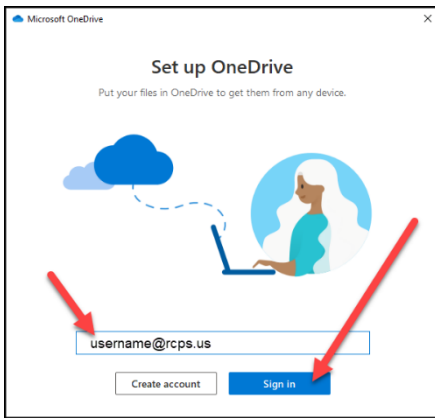 Microsoft OneDrive
Set up OneDrive
Put your files in OneDrive to get them from any device.
username@rcps.us
Create account
Sign in